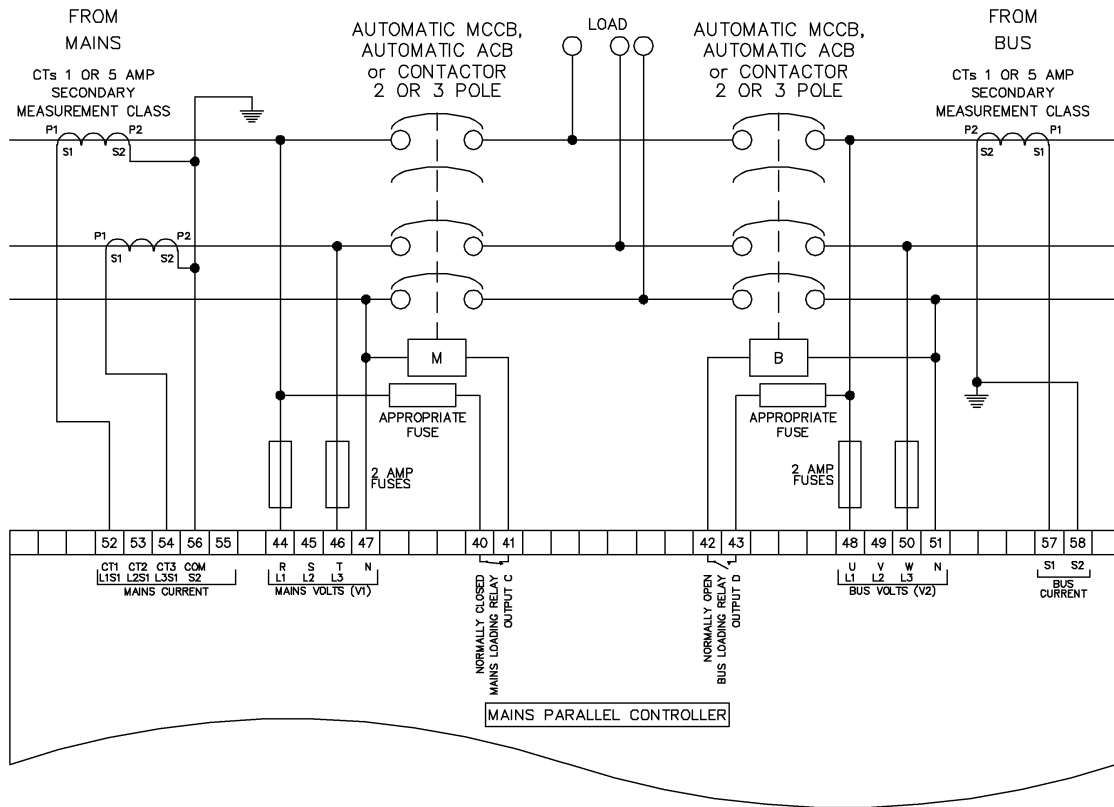 FROM
MAINS
CTs 1 OR 5 AMP
SECONDARY
MEASUREMENT CLASS
P1
P2
S1
S2
P1
P2
S1
S2
AUTOMATIC MCCB,
AUTOMATIC ACB
or CONTACTOR
2 OR 3 POLE
LOAD
AUTOMATIC MCCB,
AUTOMATIC ACB
or CONTACTOR
2 OR 3 POLE
FROM
BUS
CTs 1 OR 5 AMP
SECONDARY
MEASUREMENT CLASS
P2
P1
S2
S1
M
B
APPROPRIATE
FUSE
APPROPRIATE
FUSE
2 AMP
FUSES
2 AMP
FUSES
52 53 54 56 55 44 45 46 47 40 41 42 43 48 49 50 51 57 58
CT1 CT2 CT3 COM
L1S1 L2S1 L3S1 S2
MAINS CURRENT
R S T N
L1 L2 L3
MAINS VOLTS (V1)
NORMALLY CLOSED
MAINS LOADING RELAY
OUTPUT C
NORMALLY OPEN
BUS LOADING RELAY
OUTPUT D
U V W N
L1 L2 L3
BUS VOLTS (V2)
S1 S2
BUS
CURRENT
MAINS PARALLEL CONTROLLER